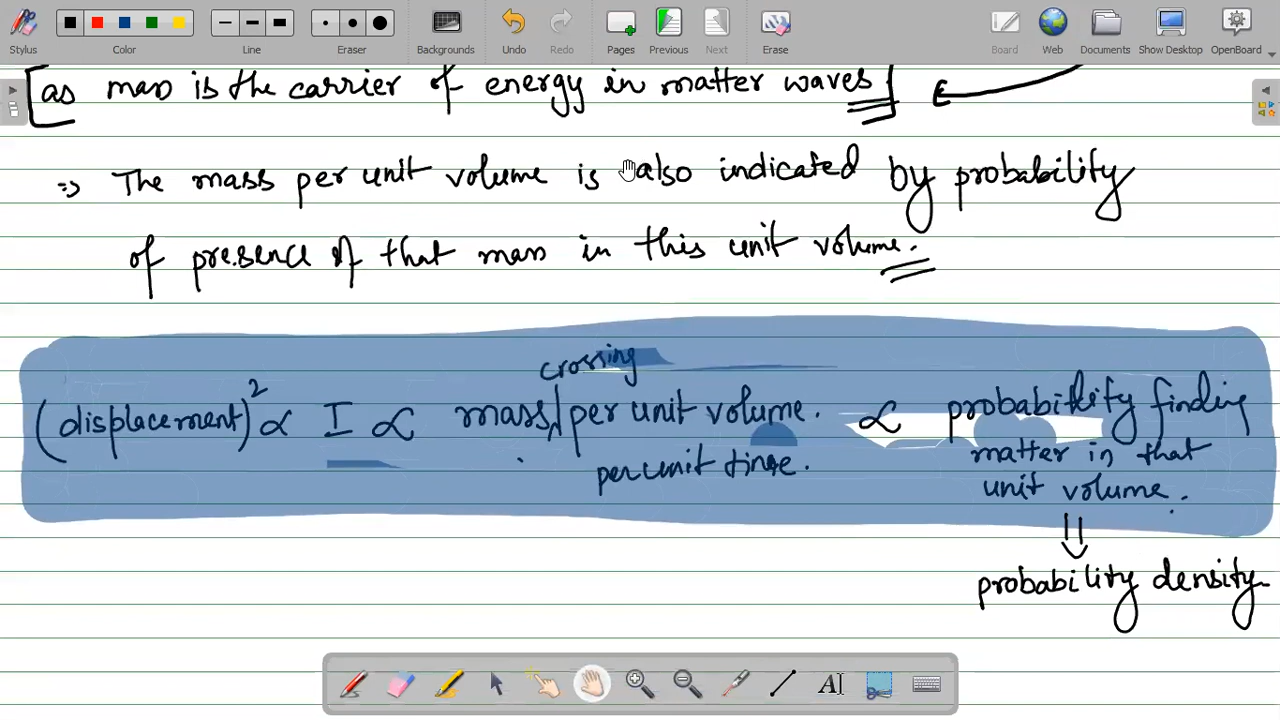 Stylus Color Line Eraser Backgrounds Undo Redo Pages Previous Next Erase Board Web Documents Show Desktop OpenBoard
[as mass is the carrier of energy in matter waves]
⇒ The mass per unit volume is also indicated by probability
of presence of that mass in this unit volume.
crossing
(displacement)² ∝ I ∝ mass per unit volume. ∝ probability finding
per unit time. matter in that
unit volume.
⇓
probability density
AI